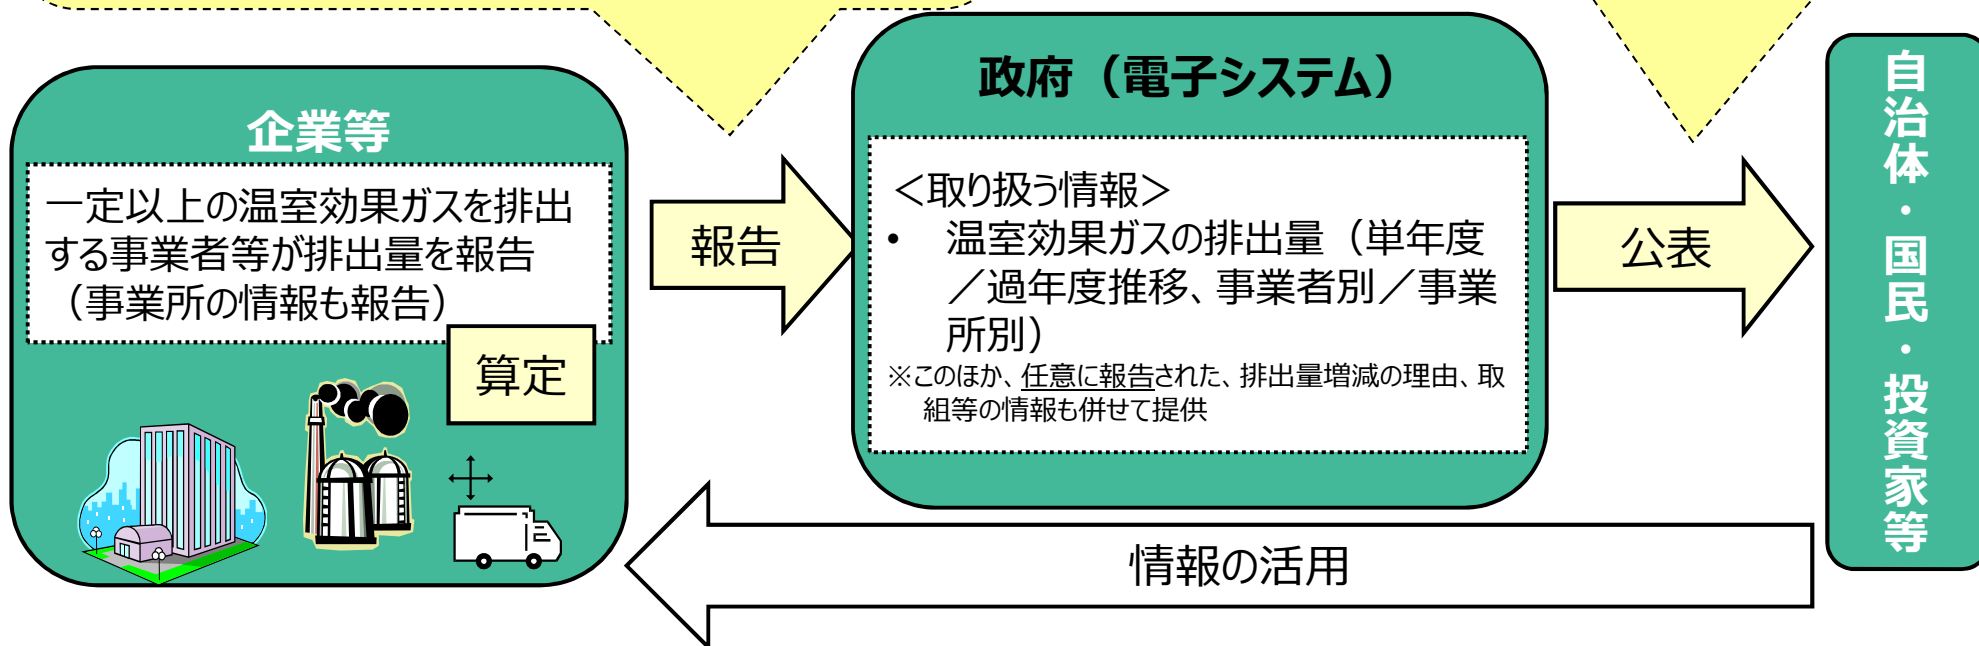 企業等
一定以上の温室効果ガスを排出
する事業者等が排出量を報告
（事業所の情報も報告）
算定
報告
政府（電子システム）
＜取り扱う情報＞
• 温室効果ガスの排出量（単年度
／過年度推移、事業者別／事業
所別）
※このほか、任意に報告された、排出量増減の理由、取
組等の情報も併せて提供
公表
自治体・国民・投資家等
情報の活用